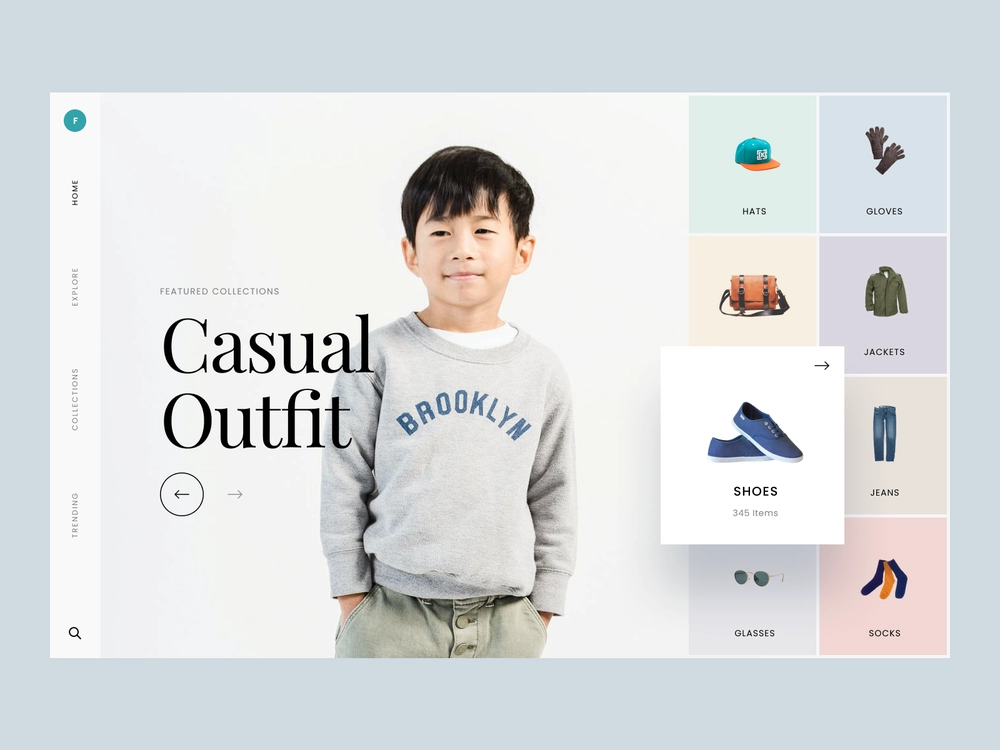 F
HOME
EXPLORE
COLLECTIONS
TRENDING
FEATURED COLLECTIONS
Casual
Outfit
BROOKLYN
HATS
GLOVES
JACKETS
SHOES
345 Items
JEANS
GLASSES
SOCKS